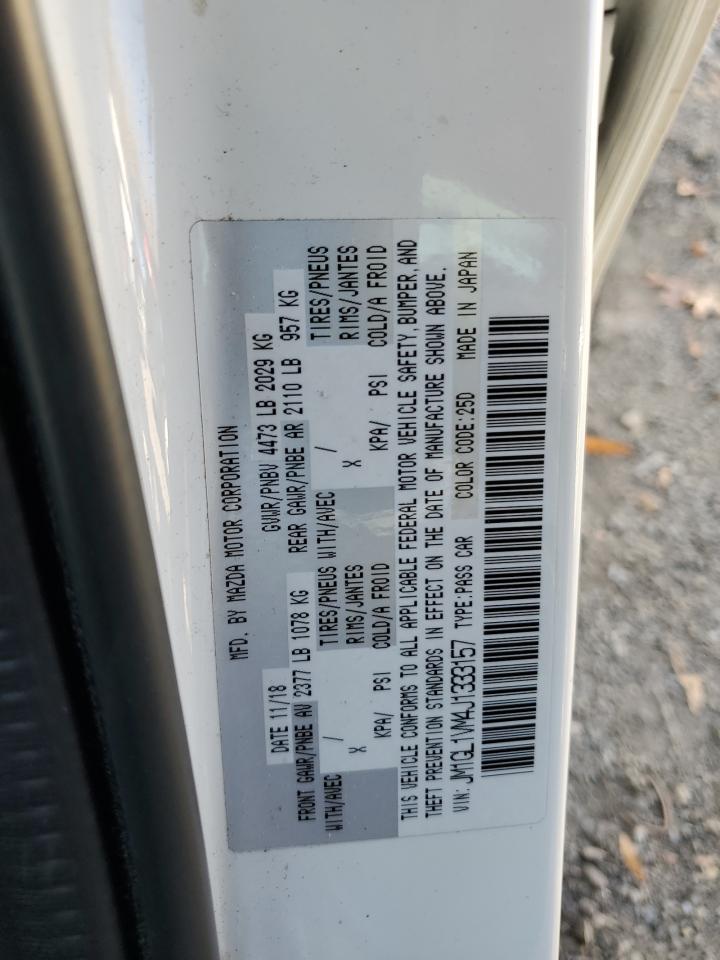 MFD. BY MAZDA MOTOR CORPORATION
DATE 11/18 GVWR/PNBV 4473 LB 2029 KG
FRONT GAWR/PNBE AV 2377 LB 1078 KG REAR GAWR/PNBE AR 2110 LB 957 KG
WITH/AVEC / TIRES/PNEUS WITH/AVEC / TIRES/PNEUS
X RIMS/JANTES X RIMS/JANTES
KPA/ PSI COLD/A FROID KPA/ PSI COLD/A FROID
THIS VEHICLE CONFORMS TO ALL APPLICABLE FEDERAL MOTOR VEHICLE SAFETY, BUMPER, AND
THEFT PREVENTION STANDARDS IN EFFECT ON THE DATE OF MANUFACTURE SHOWN ABOVE.
VIN: JM1GL1VM4J1333157 TYPE:PASS CAR COLOR CODE:25D MADE IN JAPAN